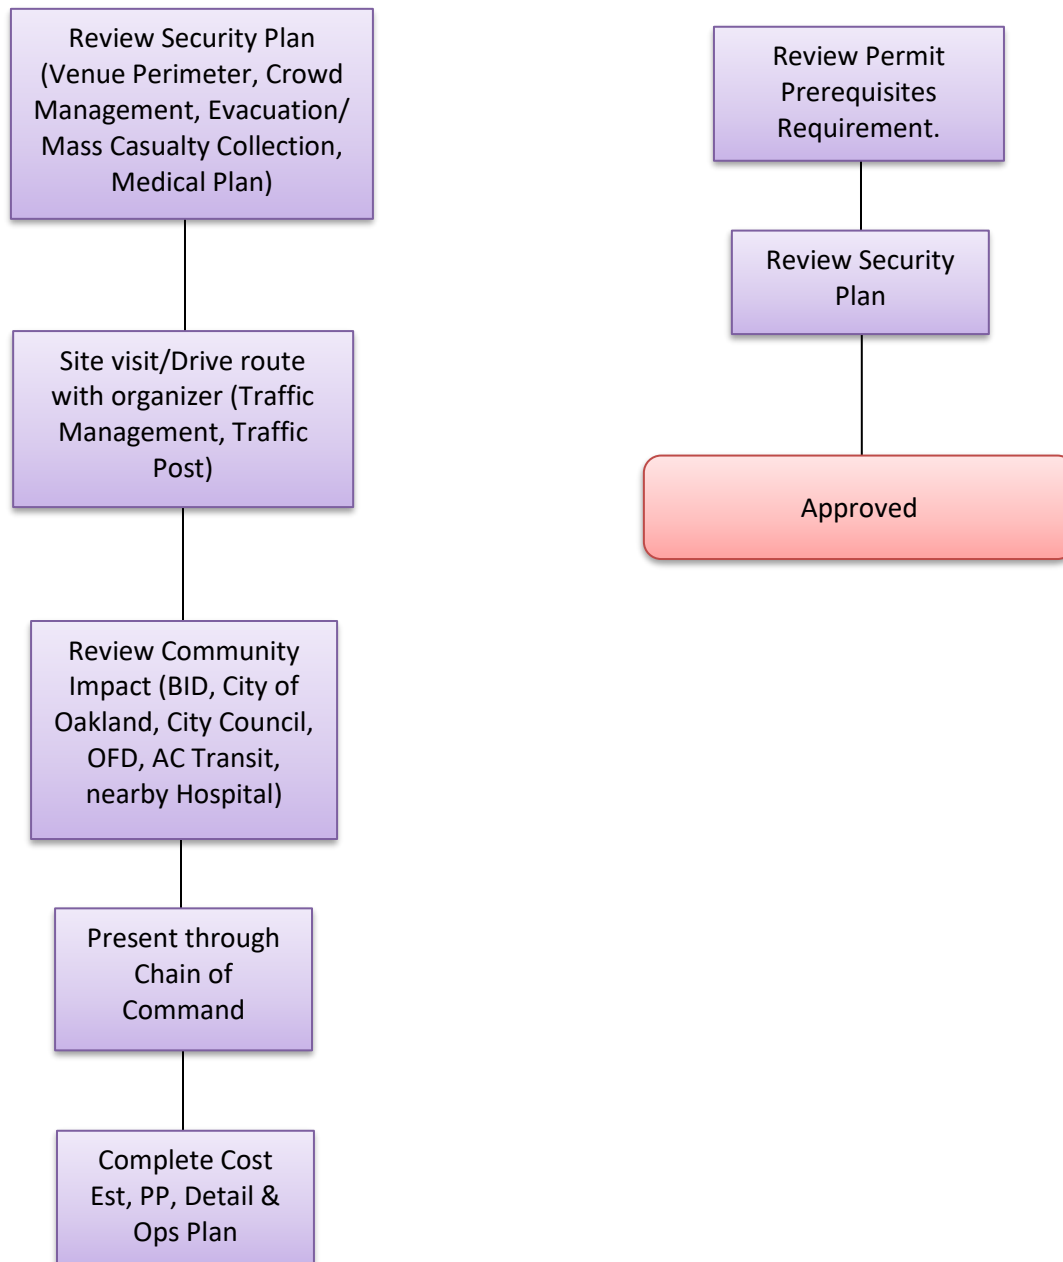 Review Security Plan
(Venue Perimeter, Crowd
Management, Evacuation/
Mass Casualty Collection,
Medical Plan)
Site visit/Drive route
with organizer (Traffic
Management, Traffic
Post)
Review Community
Impact (BID, City of
Oakland, City Council,
OFD, AC Transit,
nearby Hospital)
Present through
Chain of
Command
Complete Cost
Est, PP, Detail &
Ops Plan
Review Permit
Prerequisites
Requirement.
Review Security
Plan
Approved